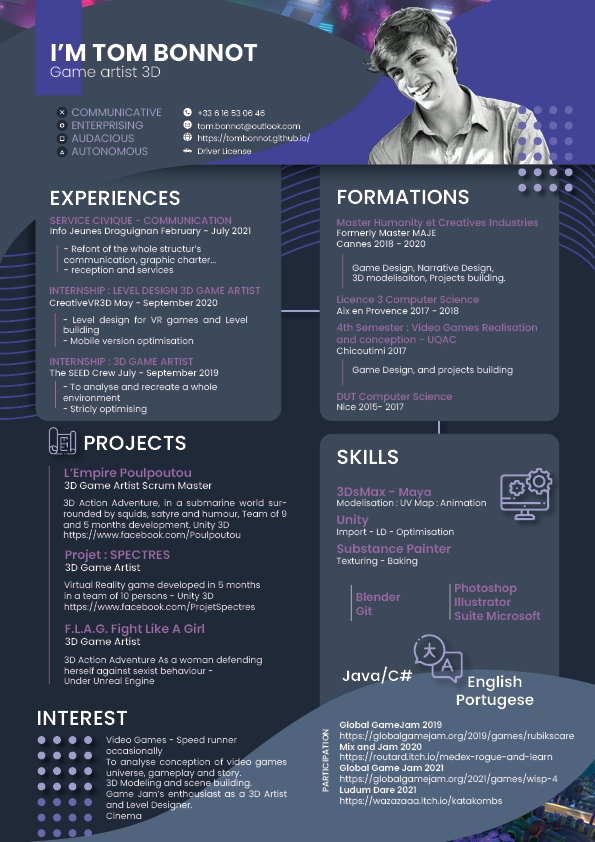 I'M TOM BONNOT
Game artist 3D
COMMUNICATIVE
ENTERPRISING
AUDACIOUS
AUTONOMOUS
+33 6 16 53 06 46
tom.bonnot@outlook.com
https://tombonnot.github.io/
Driver License
EXPERIENCES
SERVICE CIVIQUE - COMMUNICATION
Info Jeunes Draguignan February - July 2021
- Refont of the whole structur's
communication, graphic charter...
- reception and services
INTERNSHIP : LEVEL DESIGN 3D GAME ARTIST
CreativeVR3D May - September 2020
- Level design for VR games and Level
building
- Mobile version optimisation
INTERNSHIP : 3D GAME ARTIST
The SEED Crew July - September 2019
- To analyse and recreate a whole
environment
- Stricly optimising
FORMATIONS
Master Humanity et Creatives Industries
Formerly Master MAJE
Cannes 2018 - 2020
Game Design, Narrative Design,
3D modelisaiton, Projects building.
Licence 3 Computer Science
Aix en Provence 2017 - 2018
4th Semester : Video Games Realisation
and conception - UQAC
Chicoutimi 2017
Game Design, and projects building
DUT Computer Science
Nice 2015- 2017
PROJECTS
L'Empire Poulpoutou
3D Game Artist Scrum Master
3D Action Adventure, in a submarine world sur-
rounded by squids, satyre and humour, Team of 9
and 5 months development, Unity 3D
https://www.facebook.com/Poulpoutou
Projet : SPECTRES
3D Game Artist
Virtual Reality game developed in 5 months
in a team of 10 persons - Unity 3D
https://www.facebook.com/ProjetSpectres
F.L.A.G. Fight Like A Girl
3D Game Artist
3D Action Adventure As a woman defending
herself against sexist behaviour -
Under Unreal Engine
SKILLS
3DsMax - Maya
Modelisation : UV Map : Animation
Unity
Import - LD - Optimisation
Substance Painter
Texturing - Baking
Blender
Git
Photoshop
Illustrator
Suite Microsoft
Java/C#
A
English
Portugese
INTEREST
Video Games - Speed runner
occasionally
To analyse conception of video games
universe, gameplay and story.
3D Modeling and scene building.
Game Jam's enthousiast as a 3D Artist
and Level Designer.
Cinema
PARTICIPATION
Global GameJam 2019
https://globalgamejam.org/2019/games/rubikscare
Mix and Jam 2020
https://routard.itch.io/medex-rogue-and-learn
Global Game Jam 2021
https://globalgamejam.org/2021/games/wisp-4
Ludum Dare 2021
https://wazazaaa.itch.io/katakombs